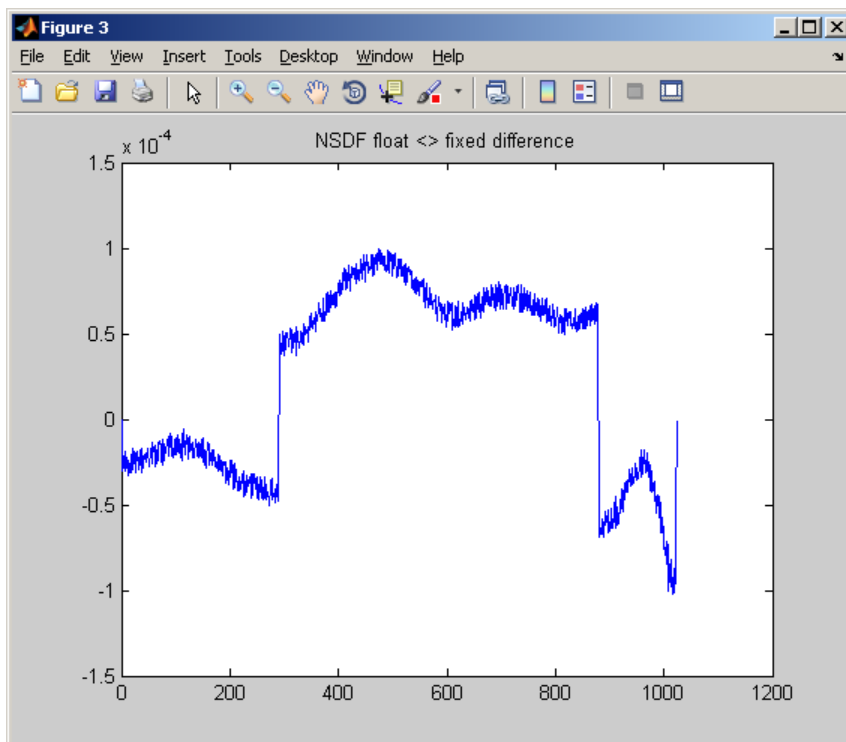 Figure 3
File Edit View Insert Tools Desktop Window Help
x 10^-4
NSDF float <> fixed difference
1.5
1
0.5
0
-0.5
-1
-1.5
0 200 400 600 800 1000 1200